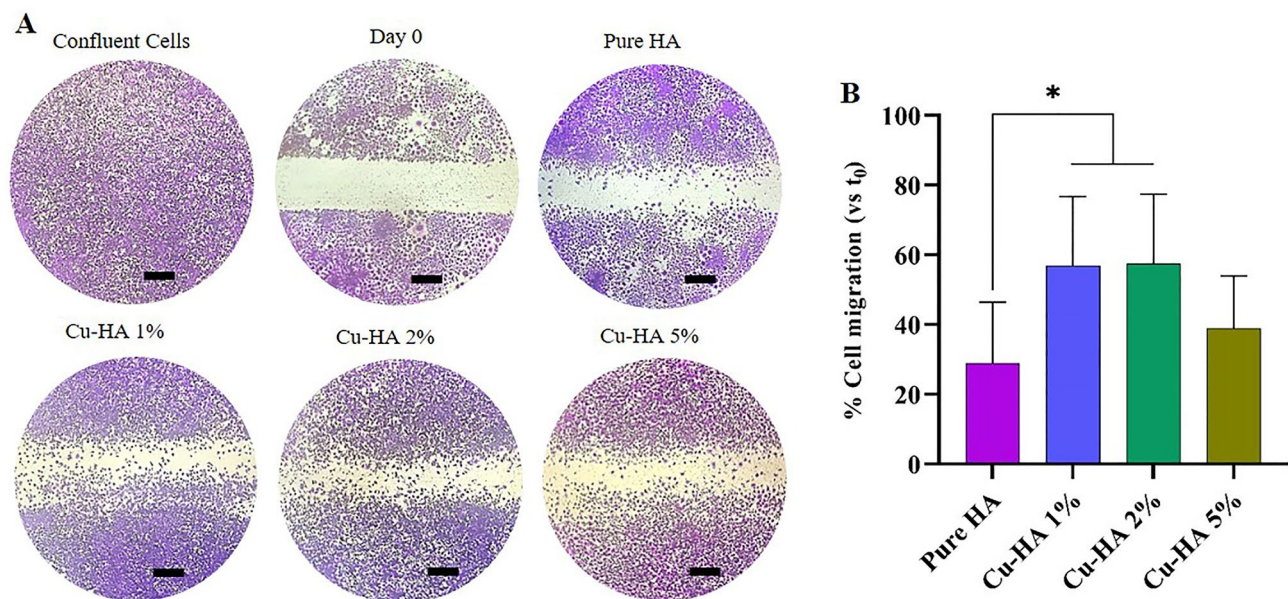 A
Confluent Cells
Day 0
Pure HA
Cu-HA 1%
Cu-HA 2%
Cu-HA 5%
B
*
% Cell migration (vs t₀)
100
80
60
40
20
0
Pure HA
Cu-HA 1%
Cu-HA 2%
Cu-HA 5%